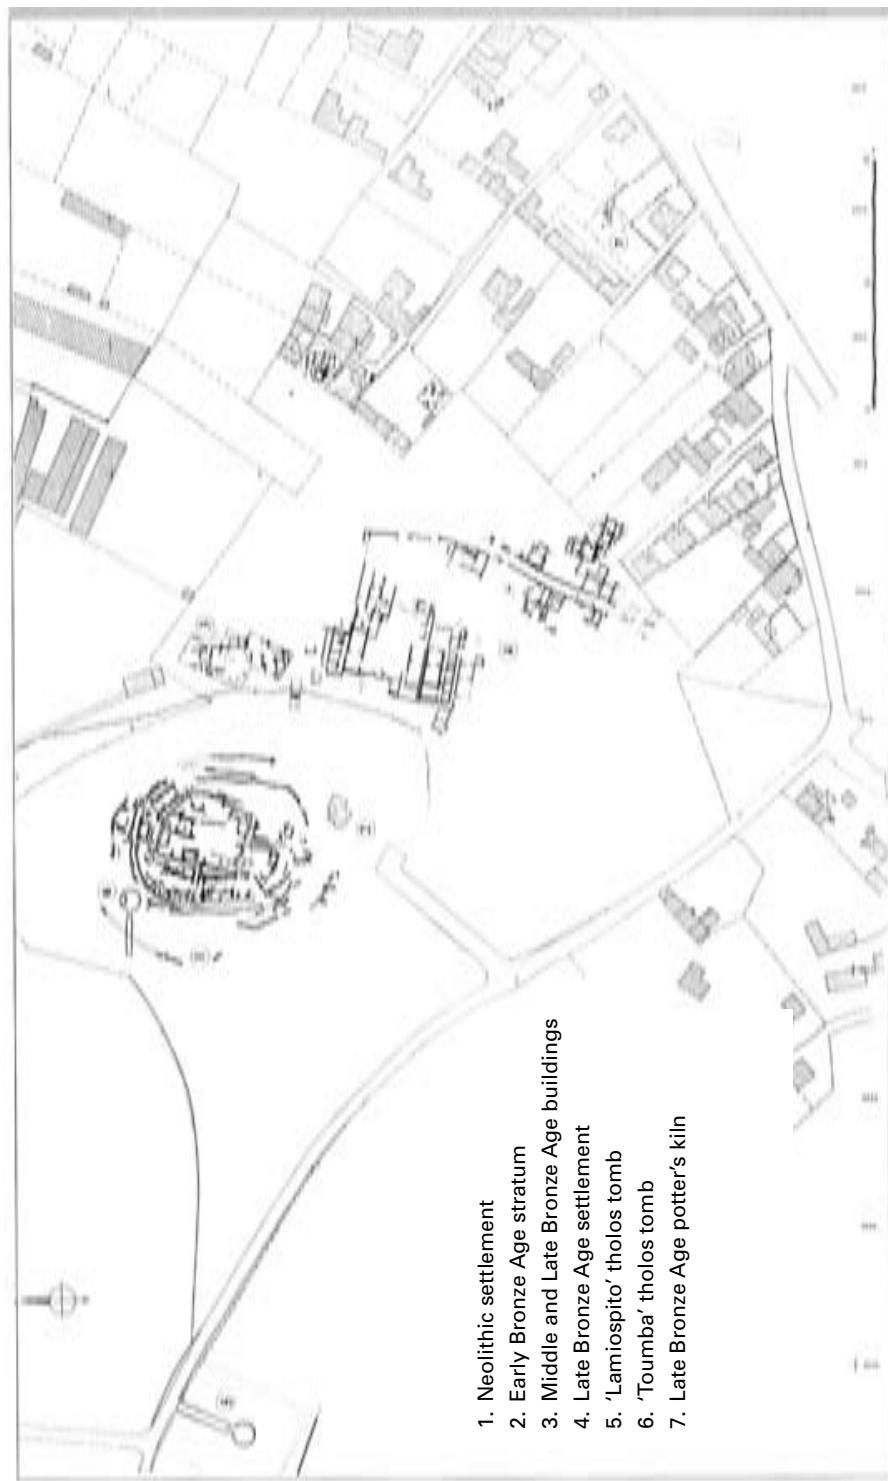 1. Neolithic settlement
2. Early Bronze Age stratum
3. Middle and Late Bronze Age buildings
4. Late Bronze Age settlement
5. 'Lamiospito' tholos tomb
6. 'Toumba' tholos tomb
7. Late Bronze Age potter's kiln